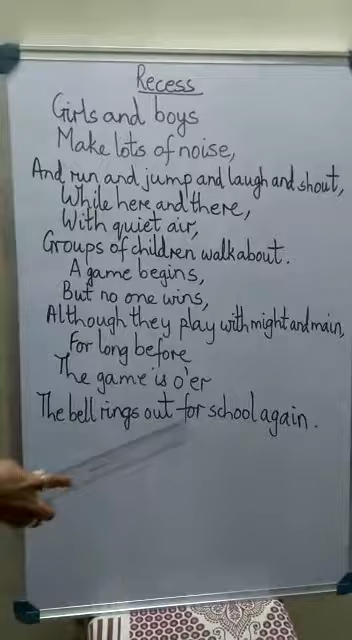 Recess
Girls and boys
Make lots of noise,
And run and jump and laugh and shout,
While here and there,
With quiet air,
Groups of children walk about.
A game begins,
But no one wins,
Although they play with might and main,
For long before
The game is o'er
The bell rings out for school again.